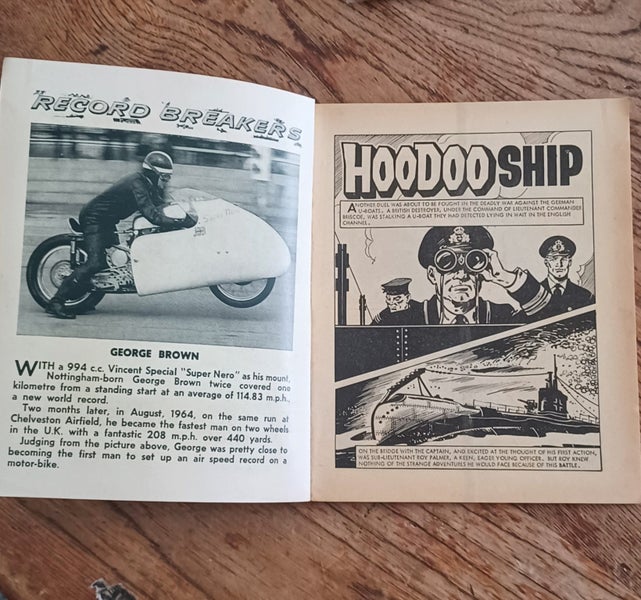 RECORD BREAKERS
GEORGE BROWN
WITH a 994 c.c. Vincent Special "Super Nero" as his mount,
Nottingham-born George Brown twice covered one
kilometre from a standing start at an average of 114.83 m.p.h.,
a new world record.
Two months later, in August, 1964, on the same run at
Chelveston Airfield, he became the fastest man on two wheels
in the U.K. with a fantastic 208 m.p.h. over 440 yards.
Judging from the picture above, George was pretty close to
becoming the first man to set up an air speed record on a
motor-bike.
HOODOO SHIP
ANOTHER DUEL WAS ABOUT TO BE FOUGHT IN THE DEADLY WAR AGAINST THE GERMAN
U-BOATS. A BRITISH DESTROYER, UNDER THE COMMAND OF LIEUTENANT COMMANDER
BRISCOE, WAS STALKING A U-BOAT THEY HAD DETECTED LYING IN WAIT IN THE ENGLISH
CHANNEL.
ON THE BRIDGE WITH THE CAPTAIN, AND EXCITED AT THE THOUGHT OF HIS FIRST ACTION,
WAS SUB-LIEUTENANT ROY PALMER, A KEEN, EAGER YOUNG OFFICER. BUT ROY KNEW
NOTHING OF THE STRANGE ADVENTURES HE WOULD FACE BECAUSE OF THIS BATTLE.